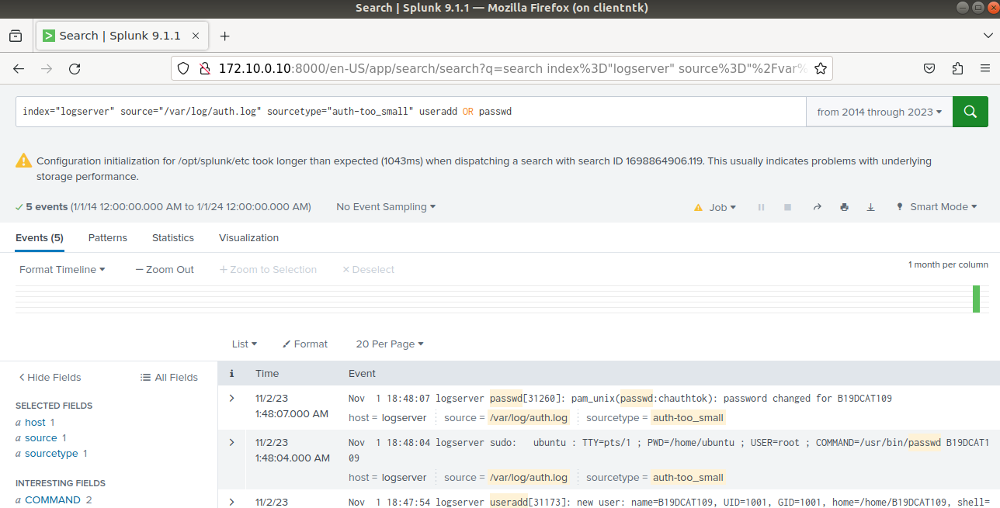 Search | Splunk 9.1.1 — Mozilla Firefox (on clientntk)
Search | Splunk 9.1.1
172.10.0.10:8000/en-US/app/search/search?q=search index%3D"logserver" source%3D"%2Fvar%
index="logserver" source="/var/log/auth.log" sourcetype="auth-too_small" useradd OR passwd
from 2014 through 2023
Configuration initialization for /opt/splunk/etc took longer than expected (1043ms) when dispatching a search with search ID 1698864906.119. This usually indicates problems with underlying
storage performance.
5 events (1/1/14 12:00:00.000 AM to 1/1/24 12:00:00.000 AM) No Event Sampling Job Smart Mode
Events (5) Patterns Statistics Visualization
Format Timeline — Zoom Out + Zoom to Selection × Deselect
1 month per column
List Format 20 Per Page
Hide Fields All Fields
i Time Event
SELECTED FIELDS
a host 1
a source 1
a sourcetype 1
INTERESTING FIELDS
a COMMAND 2
11/2/23 Nov  1 18:48:07 logserver passwd[31260]: pam_unix(passwd:chauthtok): password changed for B19DCAT109
1:48:07.000 AM
host = logserver source = /var/log/auth.log sourcetype = auth-too_small
11/2/23 Nov  1 18:48:04 logserver sudo:   ubuntu : TTY=pts/1 ; PWD=/home/ubuntu ; USER=root ; COMMAND=/usr/bin/passwd B19DCAT1
1:48:04.000 AM 09
host = logserver source = /var/log/auth.log sourcetype = auth-too_small
11/2/23 Nov  1 18:47:54 logserver useradd[31173]: new user: name=B19DCAT109, UID=1001, GID=1001, home=/home/B19DCAT109, shell=